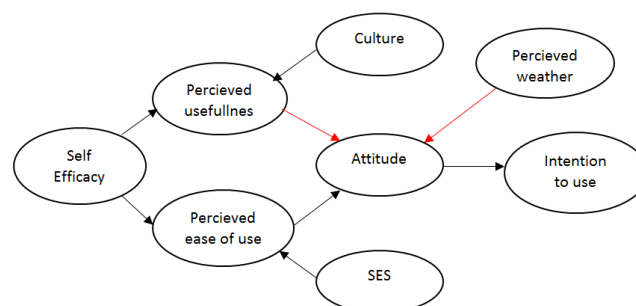 Culture
Percieved
weather
Percieved
usefullnes
Self
Efficacy
Attitude
Intention
to use
Percieved
ease of use
SES